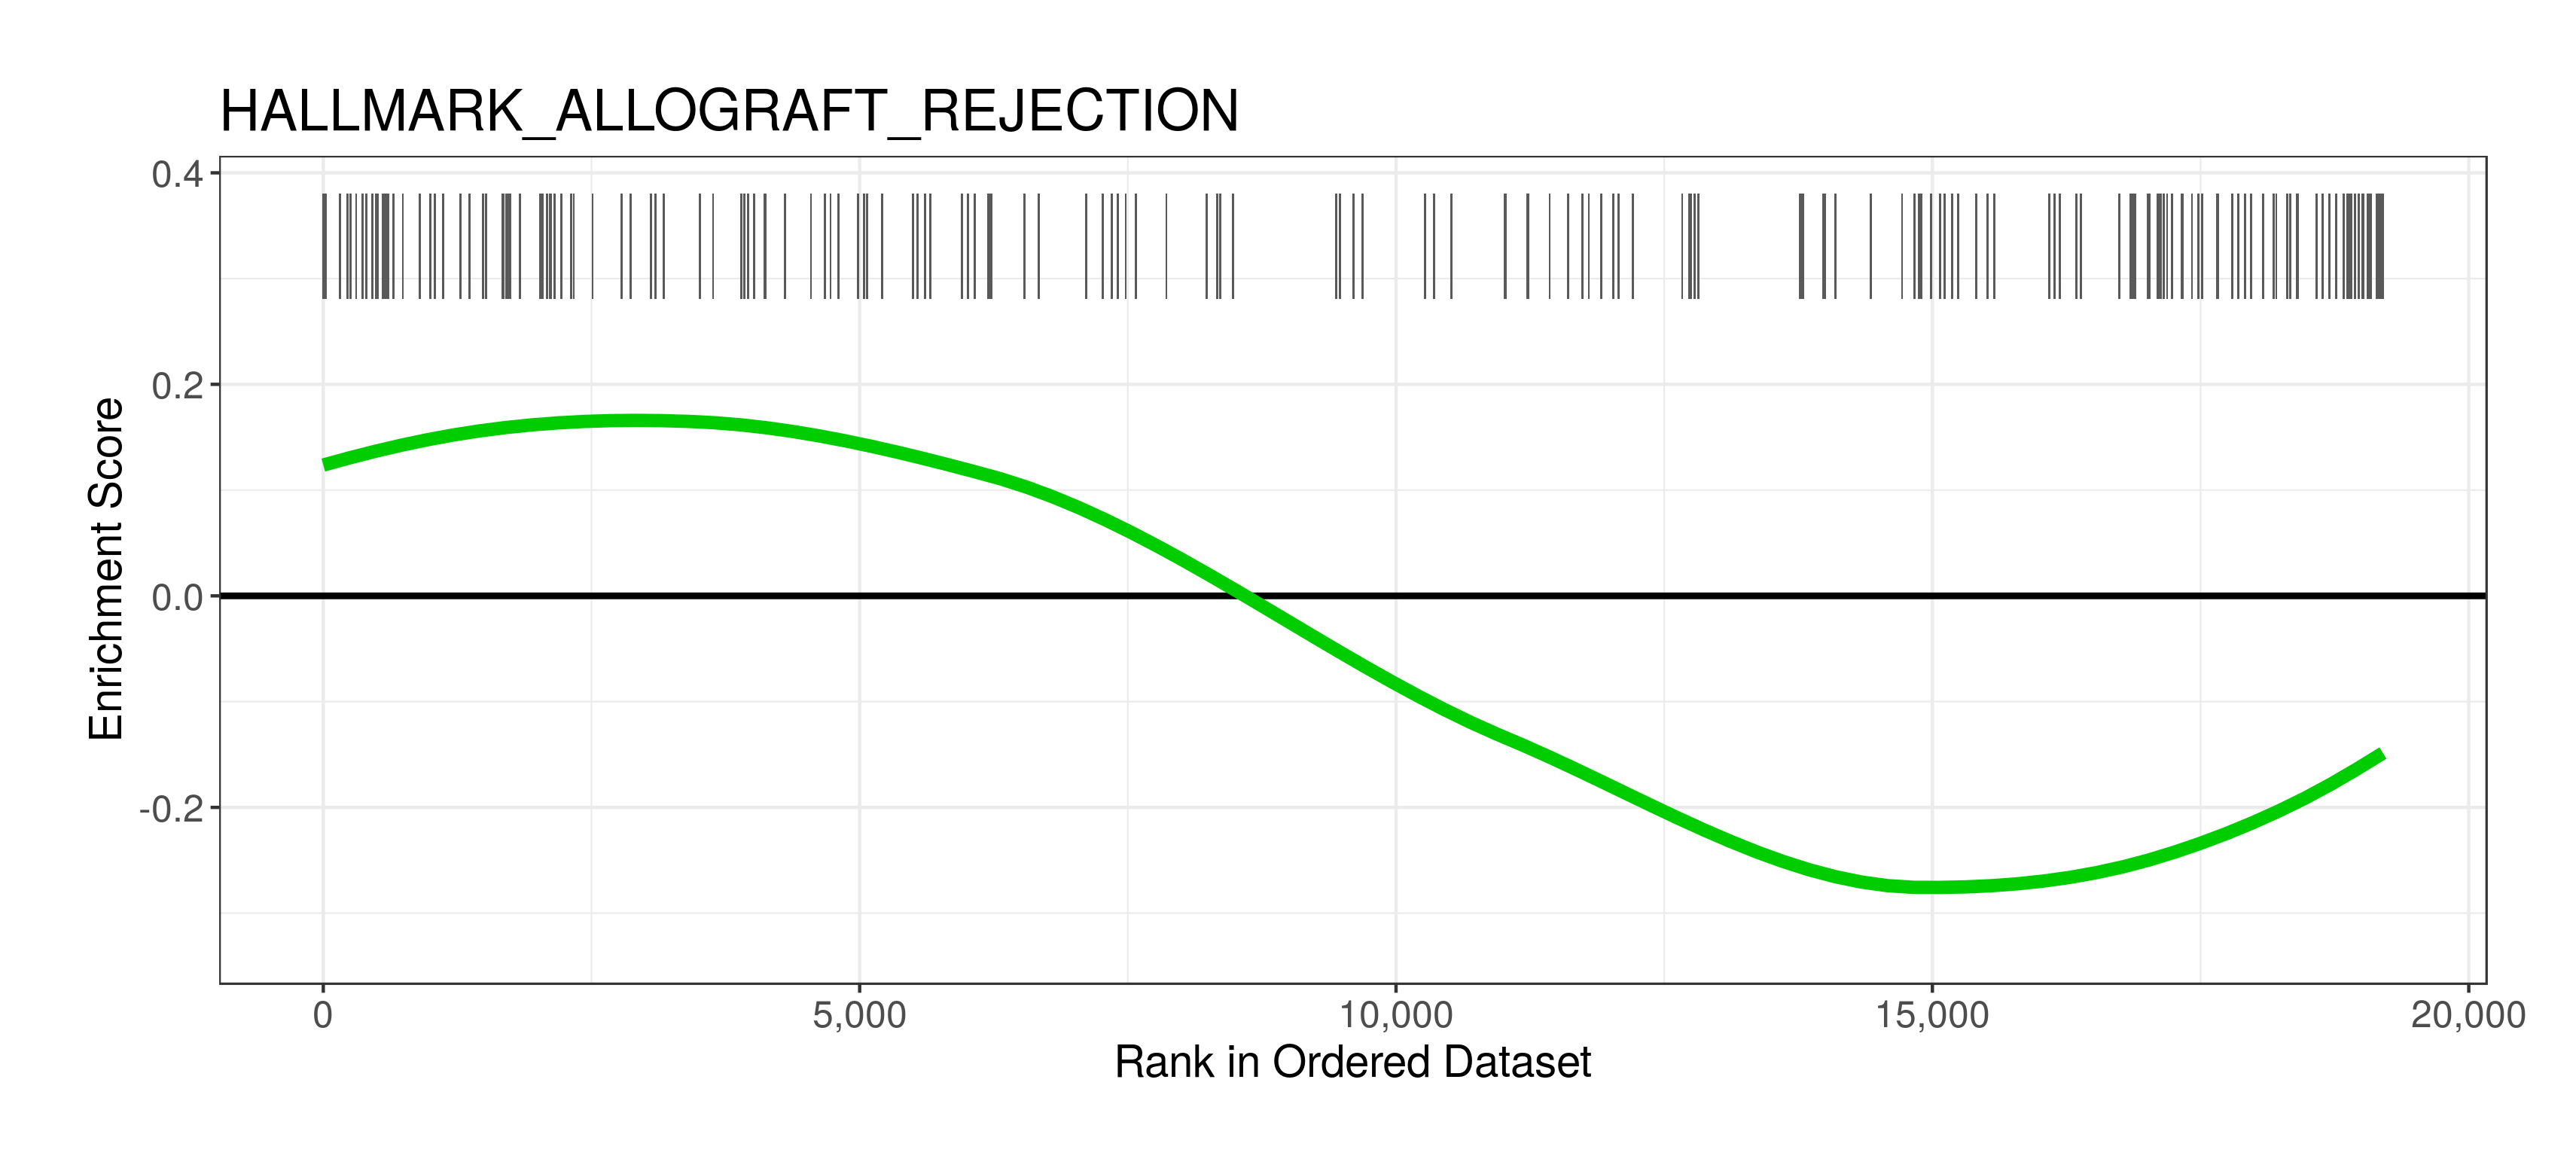 HALLMARK_ALLOGRAFT_REJECTION
0.4
0.2
0.0
-0.2
Enrichment Score
0 5,000 10,000 15,000 20,000
Rank in Ordered Dataset